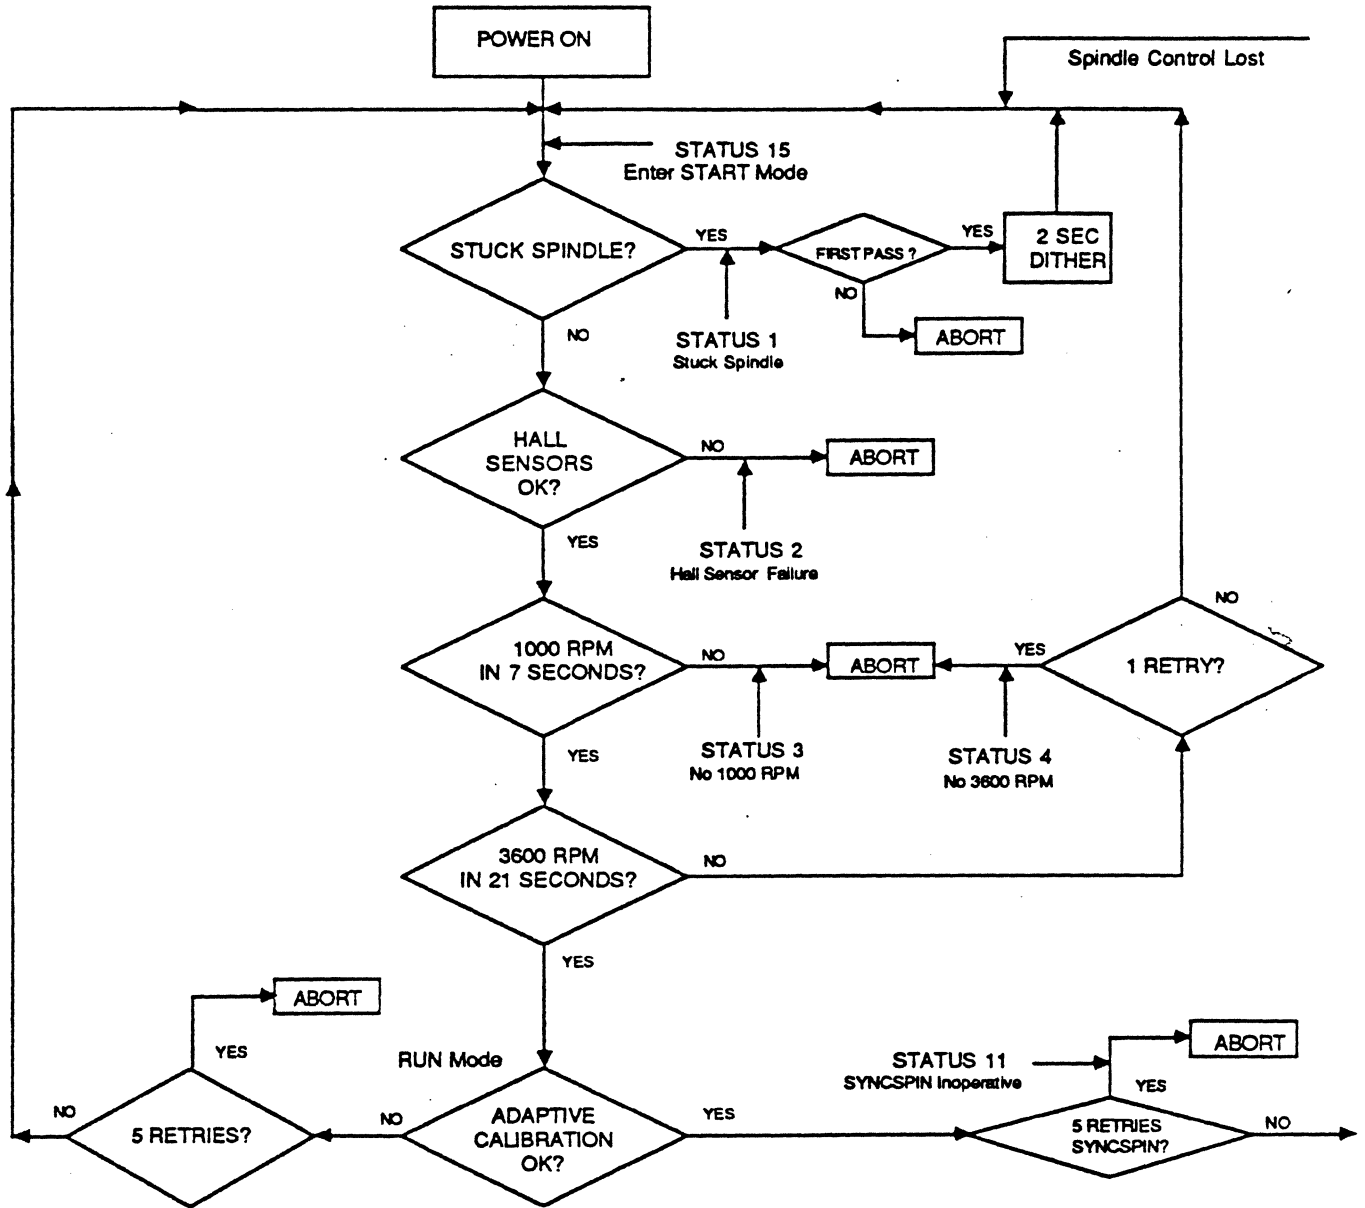 POWER ON
Spindle Control Lost
STATUS 15
Enter START Mode
STUCK SPINDLE?
YES
FIRST PASS ?
YES
2 SEC
DITHER
NO
ABORT
NO
STATUS 1
Stuck Spindle
HALL
SENSORS
OK?
NO
ABORT
YES
STATUS 2
Hall Sensor Failure
NO
1000 RPM
IN 7 SECONDS?
NO
ABORT
YES
1 RETRY?
YES
STATUS 3
No 1000 RPM
STATUS 4
No 3600 RPM
3600 RPM
IN 21 SECONDS?
NO
YES
ABORT
YES
RUN Mode
STATUS 11
SYNCSPIN Inoperative
ABORT
YES
NO
5 RETRIES?
NO
ADAPTIVE
CALIBRATION
OK?
YES
5 RETRIES
SYNCSPIN?
NO